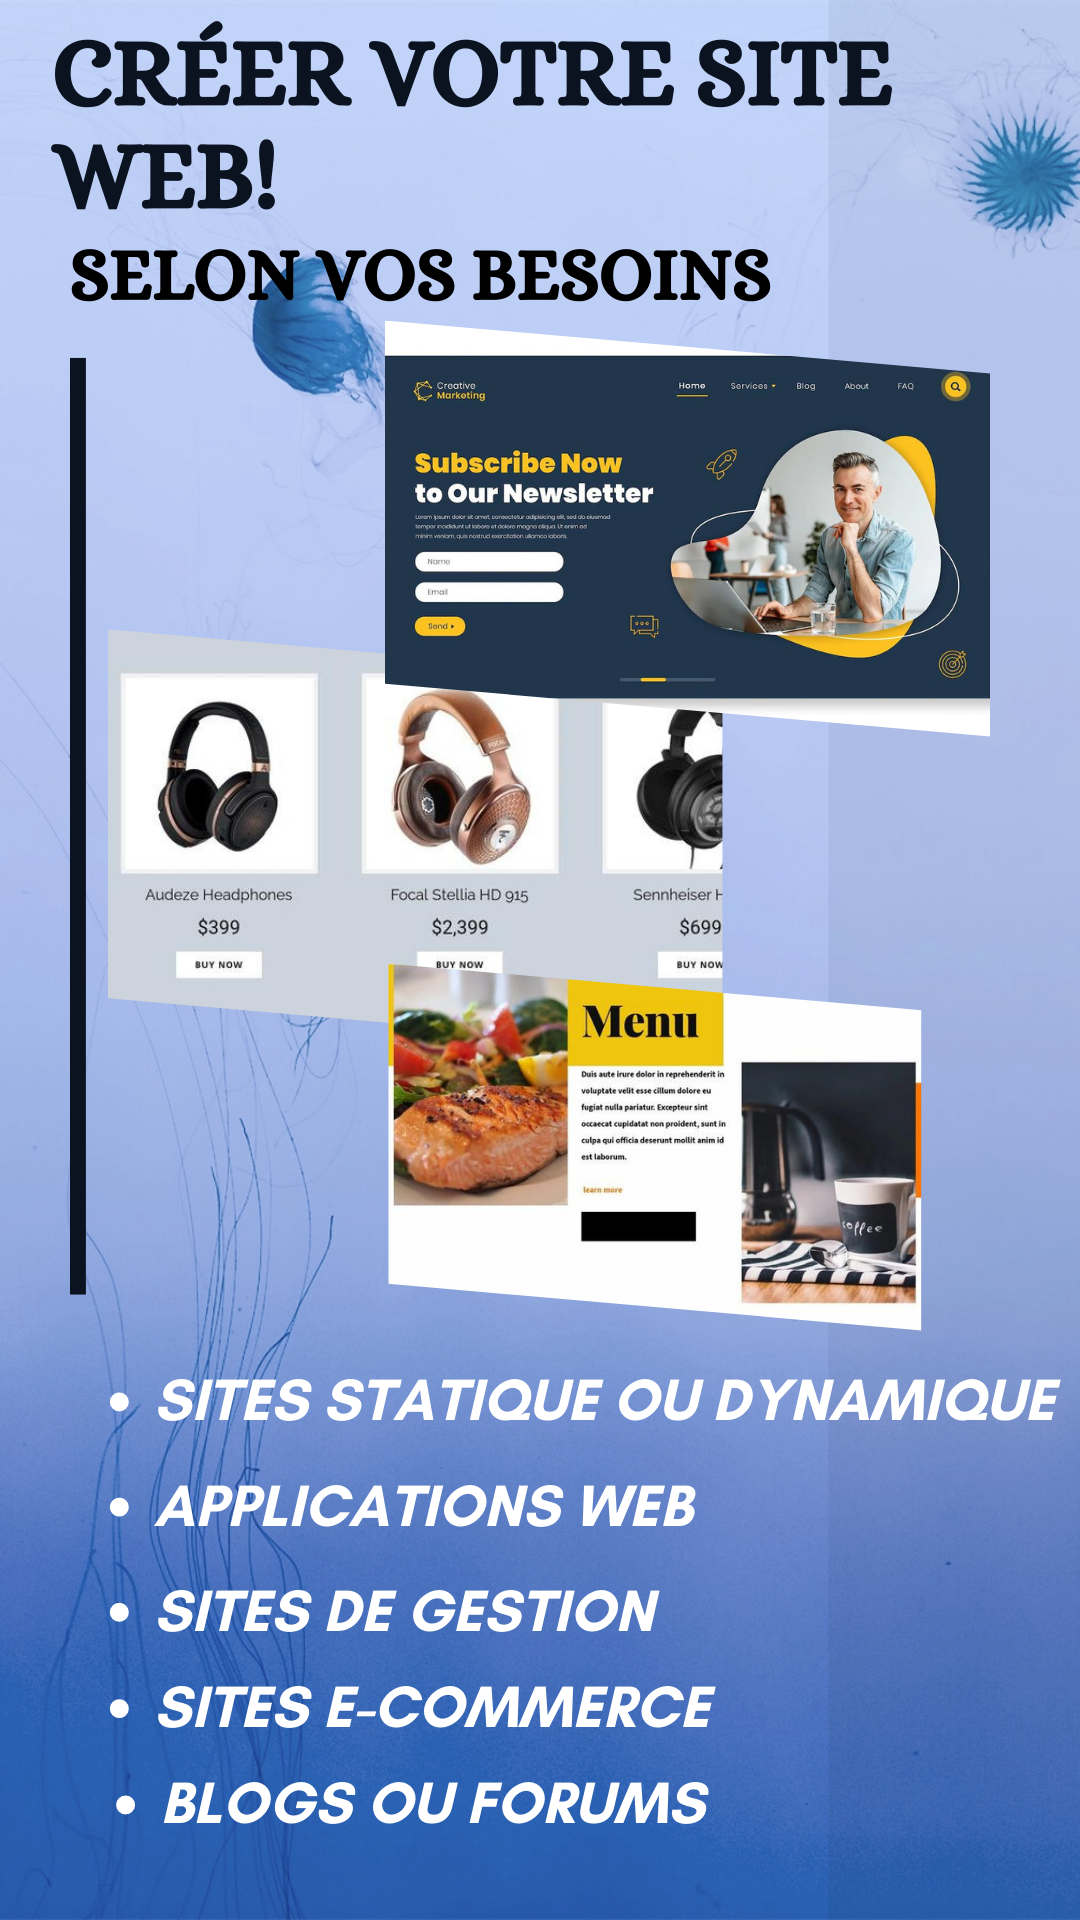 CRÉER VOTRE SITE
WEB!
SELON VOS BESOINS
Creative
Marketing
Home Services Blog About FAQ
Subscribe Now
to Our Newsletter
Lorem ipsum dolor sit amet, consectetur adipisicing elit, sed do eiusmod
tempor incididunt ut labore et dolore magna aliqua. Ut enim ad
minim veniam, quis nostrud exercitation ullamco laboris.
Name
Email
Send
FOCAL
Audeze Headphones
$399
BUY NOW
Focal Stellia HD 915
$2,399
BUY NOW
Sennheiser H
$699
BUY NOW
Menu
Duis aute irure dolor in reprehenderit in
voluptate velit esse cillum dolore eu
fugiat nulla pariatur. Excepteur sint
occaecat cupidatat non proident, sunt in
culpa qui officia deserunt mollit anim id
est laborum.
learn more
coffee
• SITES STATIQUE OU DYNAMIQUE
• APPLICATIONS WEB
• SITES DE GESTION
• SITES E-COMMERCE
• BLOGS OU FORUMS